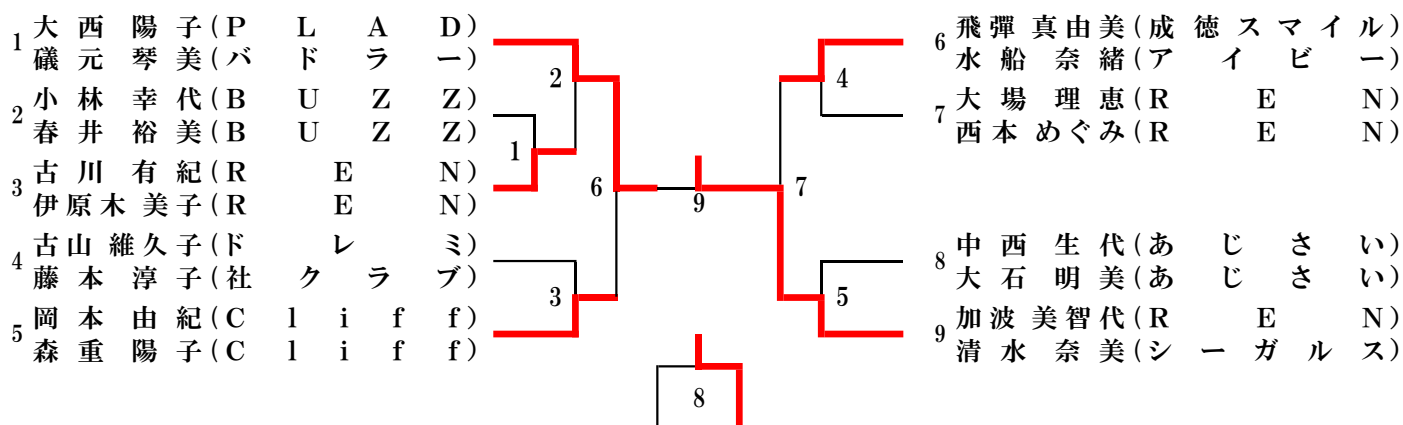 1 大西陽子(PLAD)
礒元琴美(バドラー)
2 小林幸代(BUZZ)
春井裕美(BUZZ)
3 古川有紀(REN)
伊原木美子(REN)
4 古山維久子(ドレミ)
藤本淳子(社クラブ)
5 岡本由紀(Cliff)
森重陽子(Cliff)
2
1
6
3
9
8
4
7
5
6 飛彈真由美(成徳スマイル)
水船奈緒(アイビー)
7 大場理恵(REN)
西本めぐみ(REN)
8 中西生代(あじさい)
大石明美(あじさい)
9 加波美智代(REN)
清水奈美(シーガルス)